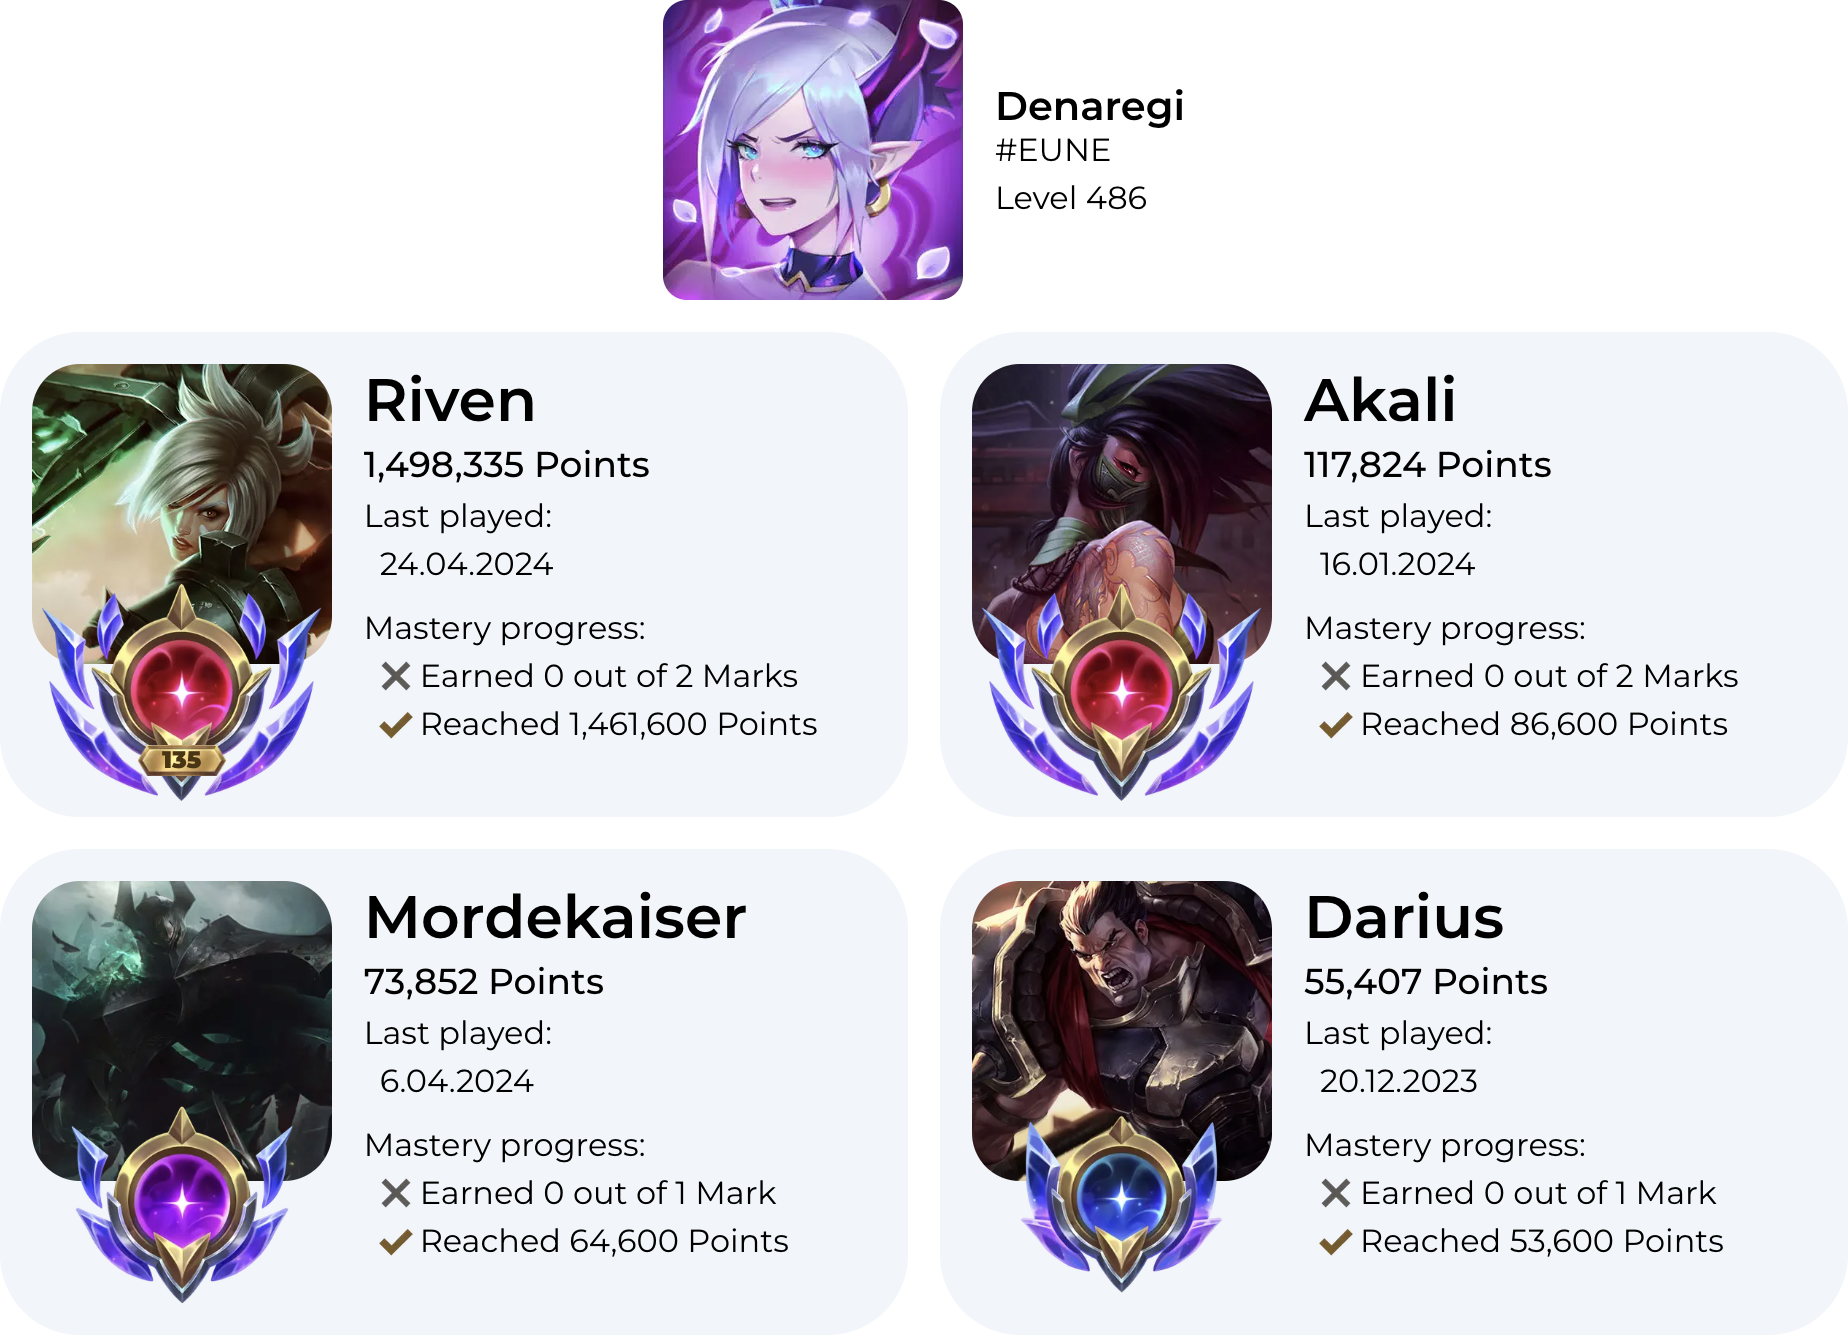 Denaregi
#EUNE
Level 486
Riven
1,498,335 Points
Last played:
24.04.2024
Mastery progress:
Earned 0 out of 2 Marks
Reached 1,461,600 Points
135
Akali
117,824 Points
Last played:
16.01.2024
Mastery progress:
Earned 0 out of 2 Marks
Reached 86,600 Points
Mordekaiser
73,852 Points
Last played:
6.04.2024
Mastery progress:
Earned 0 out of 1 Mark
Reached 64,600 Points
Darius
55,407 Points
Last played:
20.12.2023
Mastery progress:
Earned 0 out of 1 Mark
Reached 53,600 Points